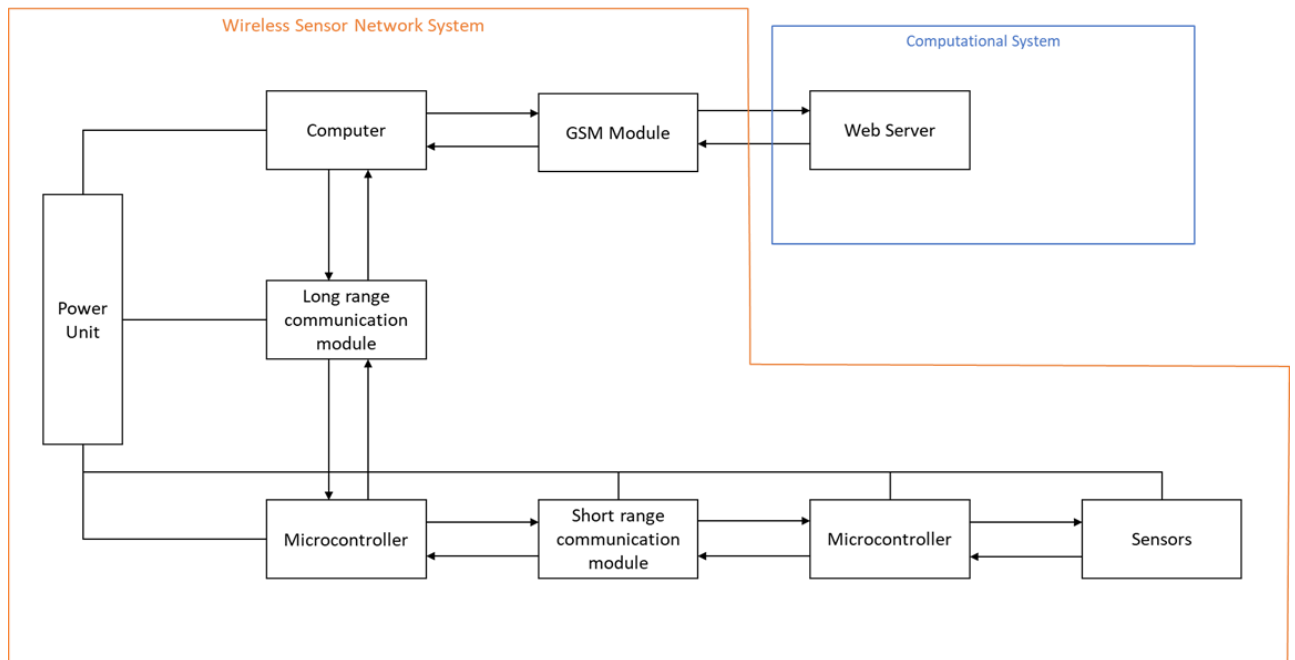 Wireless Sensor Network System
Computational System
Computer
GSM Module
Web Server
Power
Unit
Long range
communication
module
Microcontroller
Short range
communication
module
Microcontroller
Sensors